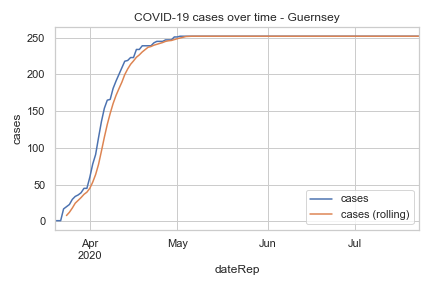 COVID-19 cases over time - Guernsey
250
200
150
100
50
0
cases
Apr
2020
May
Jun
Jul
dateRep
cases
cases (rolling)